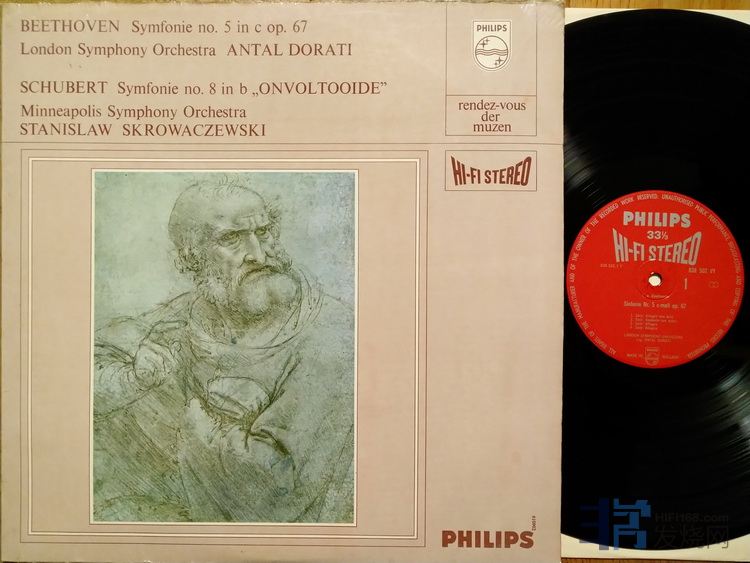 BEETHOVEN Symfonie no. 5 in c op. 67
London Symphony Orchestra ANTAL DORATI
SCHUBERT Symfonie no. 8 in b „ONVOLTOOIDE”
Minneapolis Symphony Orchestra
STANISLAW SKROWACZEWSKI
PHILIPS
rendez-vous
der
muzen
HI-FI STEREO
PHILIPS
PHILIPS
33⅓
HI-FI STEREO
1
Sinfonie Nr. 5 c-moll op. 67
LONDON SYMPHONY ORCHESTRA
ANTAL DORATI
MADE IN HOLLAND
HIFI168.com
发烧网